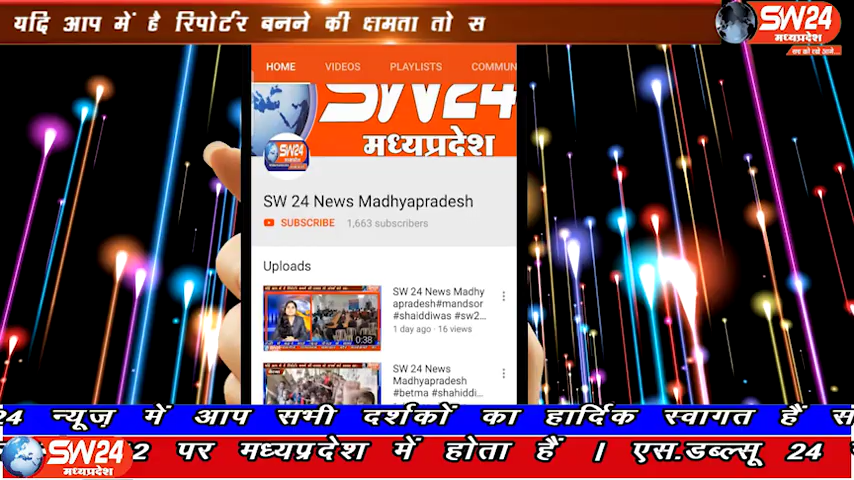 यदि आप में है रिपोर्टर बनने की क्षमता तो स
SW24
मध्यप्रदेश
HOME VIDEOS PLAYLISTS COMMUN
SW24
मध्यप्रदेश
SW24
SW 24 News Madhyapradesh
SUBSCRIBE 1,663 subscribers
Uploads
SW 24 News Madhy
apradesh#mandsor
#shaiddiwas #sw2...
1 day ago · 16 views
0:38
SW 24 News
Madhyapradesh
#betma #shahiddi...
24 न्यूज़ में आप सभी दर्शकों का हार्दिक स्वागत हैं सं
2 पर मध्यप्रदेश में होता हैं । एस.डब्ल्सू 24
SW24
मध्यप्रदेश